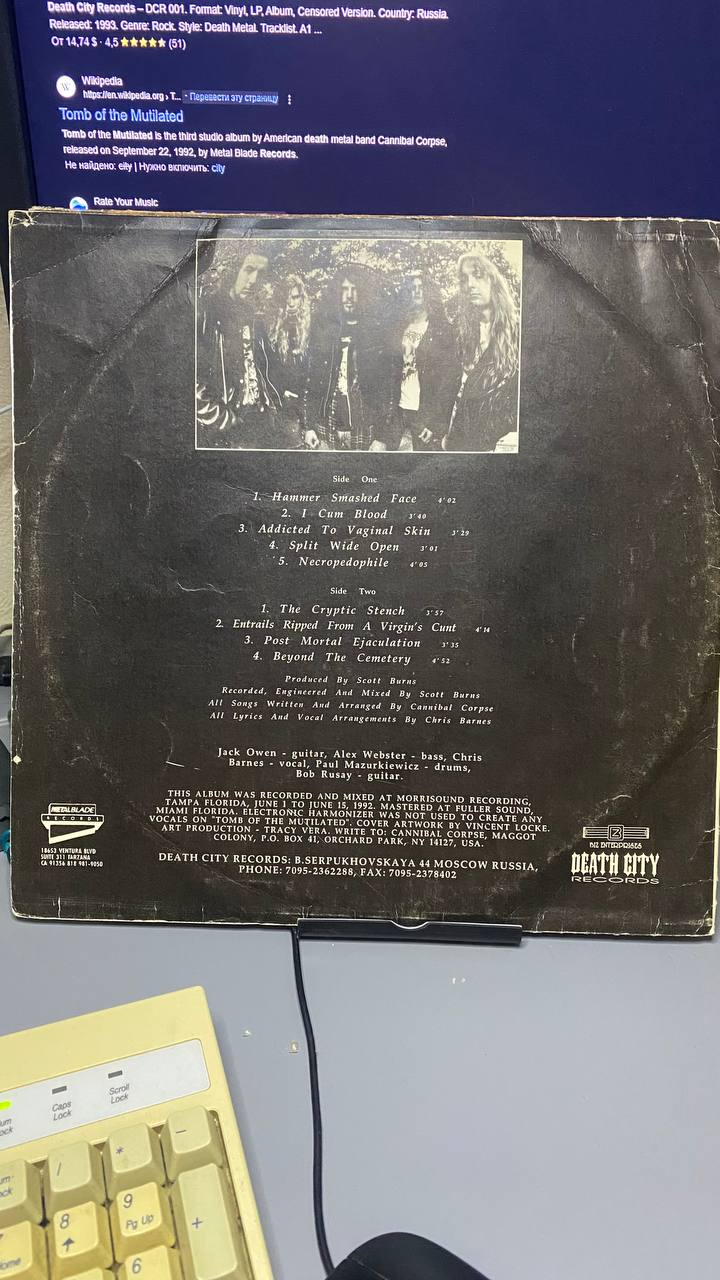 Death City Records – DCR 001. Format: Vinyl, LP, Album, Censored Version. Country: Russia.
Released: 1993. Genre: Rock. Style: Death Metal. Tracklist. A1 ...
От 14,74 $ · 4,5 ★★★★★ (51)
W
Wikipedia
https://en.wikipedia.org › T... · Перевести эту страницу
Tomb of the Mutilated
Tomb of the Mutilated is the third studio album by American death metal band Cannibal Corpse,
released on September 22, 1992, by Metal Blade Records.
Не найдено: city | Нужно включить: city
Rate Your Music
Side One
1. Hammer Smashed Face 4'02
2. I Cum Blood 3'40
3. Addicted To Vaginal Skin 3'29
4. Split Wide Open 3'01
5. Necropedophile 4'05
Side Two
1. The Cryptic Stench 3'57
2. Entrails Ripped From A Virgin's Cunt 4'14
3. Post Mortal Ejaculation 3'35
4. Beyond The Cemetery 4'52
Produced By Scott Burns
Recorded, Engineered And Mixed By Scott Burns
All Songs Written And Arranged By Cannibal Corpse
All Lyrics And Vocal Arrangements By Chris Barnes
Jack Owen - guitar, Alex Webster - bass, Chris
Barnes - vocal, Paul Mazurkiewicz - drums,
Bob Rusay - guitar.
THIS ALBUM WAS RECORDED AND MIXED AT MORRISOUND RECORDING,
TAMPA FLORIDA, JUNE 1 TO JUNE 15, 1992. MASTERED AT FULLER SOUND,
MIAMI FLORIDA. ELECTRONIC HARMONIZER WAS NOT USED TO CREATE ANY
VOCALS ON "TOMB OF THE MUTILATED". COVER ARTWORK BY VINCENT LOCKE.
ART PRODUCTION - TRACY VERA. WRITE TO: CANNIBAL CORPSE, MAGGOT
COLONY, P.O. BOX 41, ORCHARD PARK, NY 14127, USA.
DEATH CITY RECORDS: B.SERPUKHOVSKAYA 44 MOSCOW RUSSIA,
PHONE: 7095-2362288, FAX: 7095-2378402
METAL BLADE
RECORDS
18653 VENTURA BLVD
SUITE 311 TARZANA
CA 91356 818 981-9050
BIZ ENTERPRISES
DEATH CITY
RECORDS
Caps
Lock
Scroll
Lock
/
*
-
8
9
Pg Up
+
6